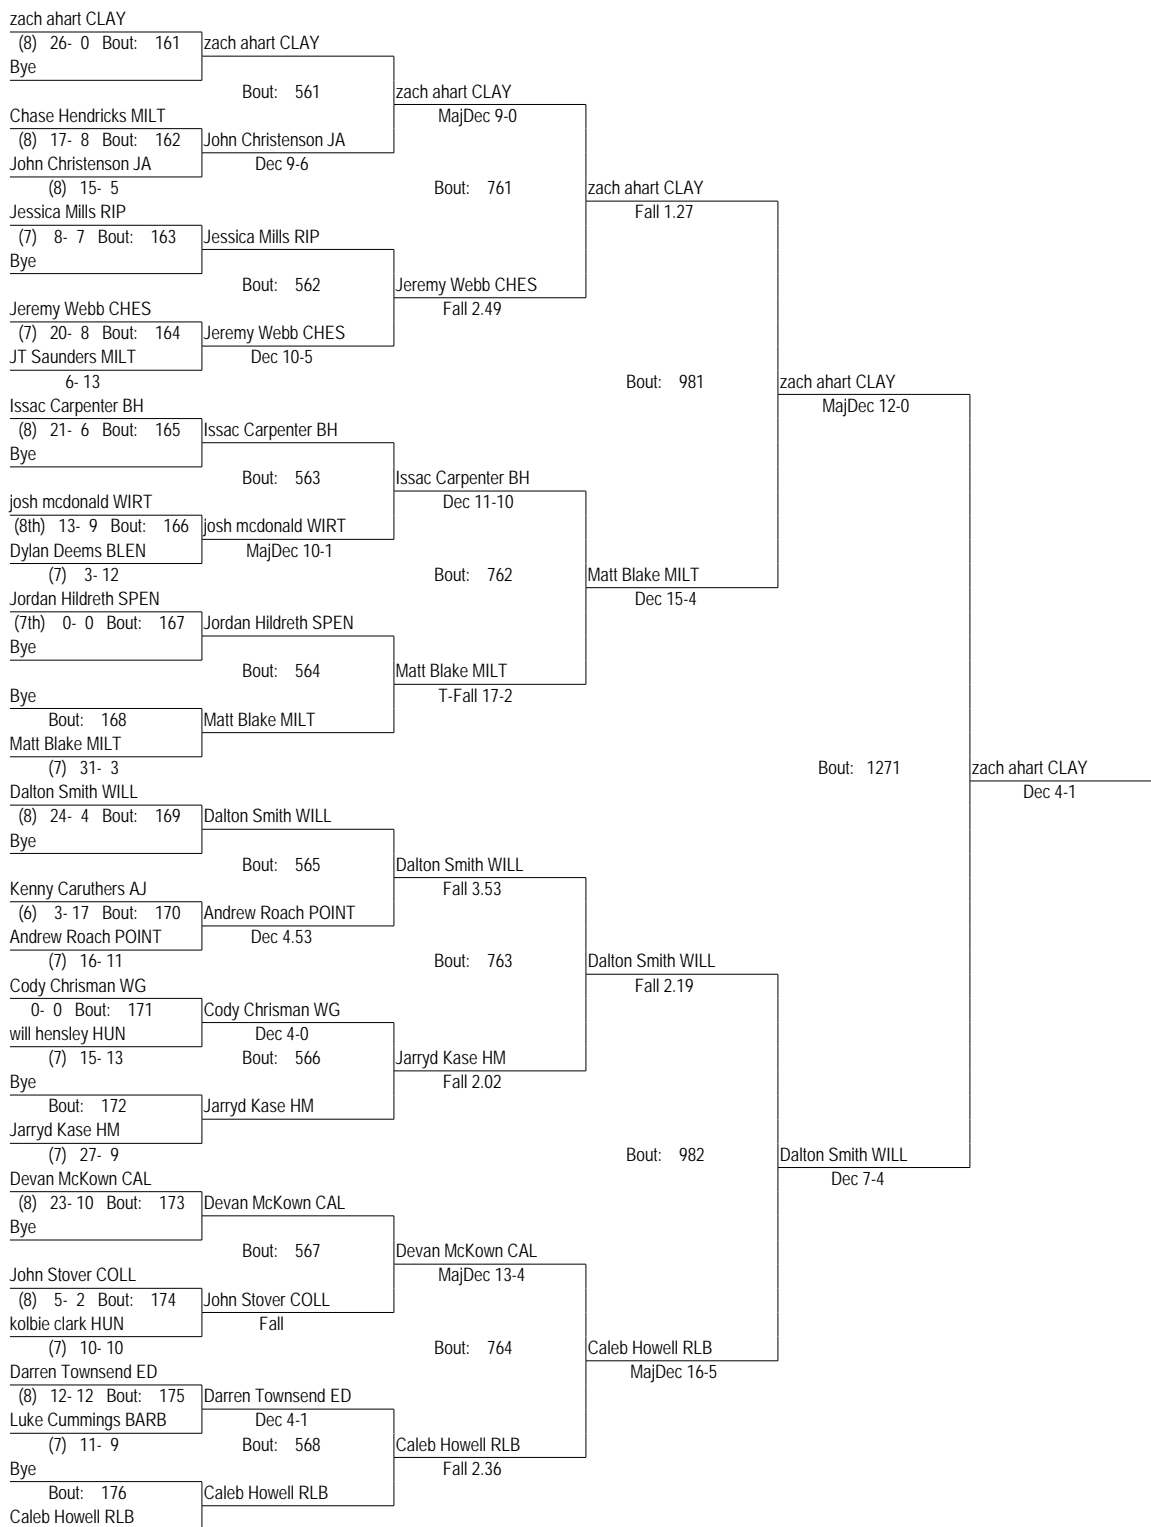 zach ahart CLAY
(8) 26- 0 Bout: 161 zach ahart CLAY
Bye
Bout: 561 zach ahart CLAY
MajDec 9-0
Chase Hendricks MILT
(8) 17- 8 Bout: 162 John Christenson JA
John Christenson JA Dec 9-6
(8) 15- 5 Bout: 761 zach ahart CLAY
Fall 1.27
Jessica Mills RIP
(7) 8- 7 Bout: 163 Jessica Mills RIP
Bye
Bout: 562 Jeremy Webb CHES
Jeremy Webb CHES Fall 2.49
(7) 20- 8 Bout: 164 Jeremy Webb CHES
JT Saunders MILT Dec 10-5
6- 13 Bout: 981 zach ahart CLAY
Issac Carpenter BH MajDec 12-0
(8) 21- 6 Bout: 165 Issac Carpenter BH
Bye
Bout: 563 Issac Carpenter BH
josh mcdonald WIRT Dec 11-10
(8th) 13- 9 Bout: 166 josh mcdonald WIRT
Dylan Deems BLEN MajDec 10-1
(7) 3- 12 Bout: 762 Matt Blake MILT
Jordan Hildreth SPEN Dec 15-4
(7th) 0- 0 Bout: 167 Jordan Hildreth SPEN
Bye
Bout: 564 Matt Blake MILT
Bye T-Fall 17-2
Bout: 168 Matt Blake MILT
Matt Blake MILT
(7) 31- 3 Bout: 1271 zach ahart CLAY
Dalton Smith WILL Dec 4-1
(8) 24- 4 Bout: 169 Dalton Smith WILL
Bye
Bout: 565 Dalton Smith WILL
Kenny Caruthers AJ Fall 3.53
(6) 3- 17 Bout: 170 Andrew Roach POINT
Andrew Roach POINT Dec 4.53
(7) 16- 11 Bout: 763 Dalton Smith WILL
Cody Chrisman WG Fall 2.19
0- 0 Bout: 171 Cody Chrisman WG
will hensley HUN Dec 4-0
(7) 15- 13 Bout: 566 Jarryd Kase HM
Bye Fall 2.02
Bout: 172 Jarryd Kase HM
Jarryd Kase HM
(7) 27- 9 Bout: 982 Dalton Smith WILL
Devan McKown CAL Dec 7-4
(8) 23- 10 Bout: 173 Devan McKown CAL
Bye
Bout: 567 Devan McKown CAL
John Stover COLL MajDec 13-4
(8) 5- 2 Bout: 174 John Stover COLL
kolbie clark HUN Fall
(7) 10- 10 Bout: 764 Caleb Howell RLB
Darren Townsend ED MajDec 16-5
(8) 12- 12 Bout: 175 Darren Townsend ED
Luke Cummings BARB Dec 4-1
(7) 11- 9 Bout: 568 Caleb Howell RLB
Bye Fall 2.36
Bout: 176 Caleb Howell RLB
Caleb Howell RLB